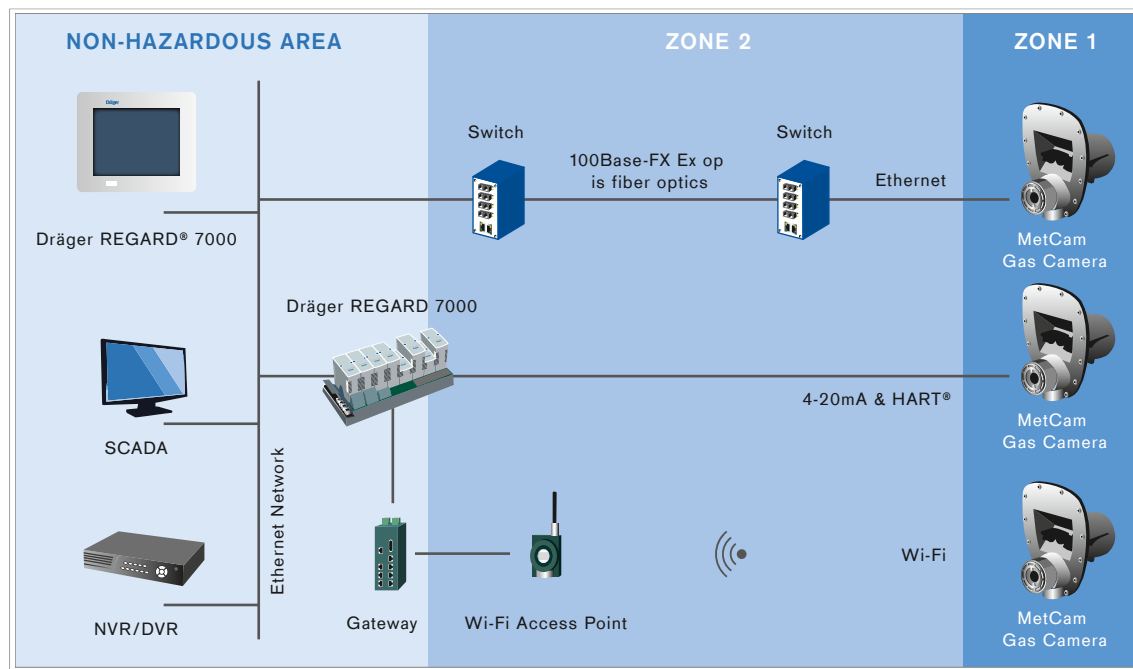 NON-HAZARDOUS AREA
ZONE 2
ZONE 1
Dräger
Dräger REGARD® 7000
Switch
100Base-FX Ex op
is fiber optics
Switch
Ethernet
MetCam
Gas Camera
Dräger REGARD 7000
SCADA
4-20mA & HART®
MetCam
Gas Camera
Ethernet Network
NVR/DVR
Gateway
Wi-Fi Access Point
Wi-Fi
MetCam
Gas Camera